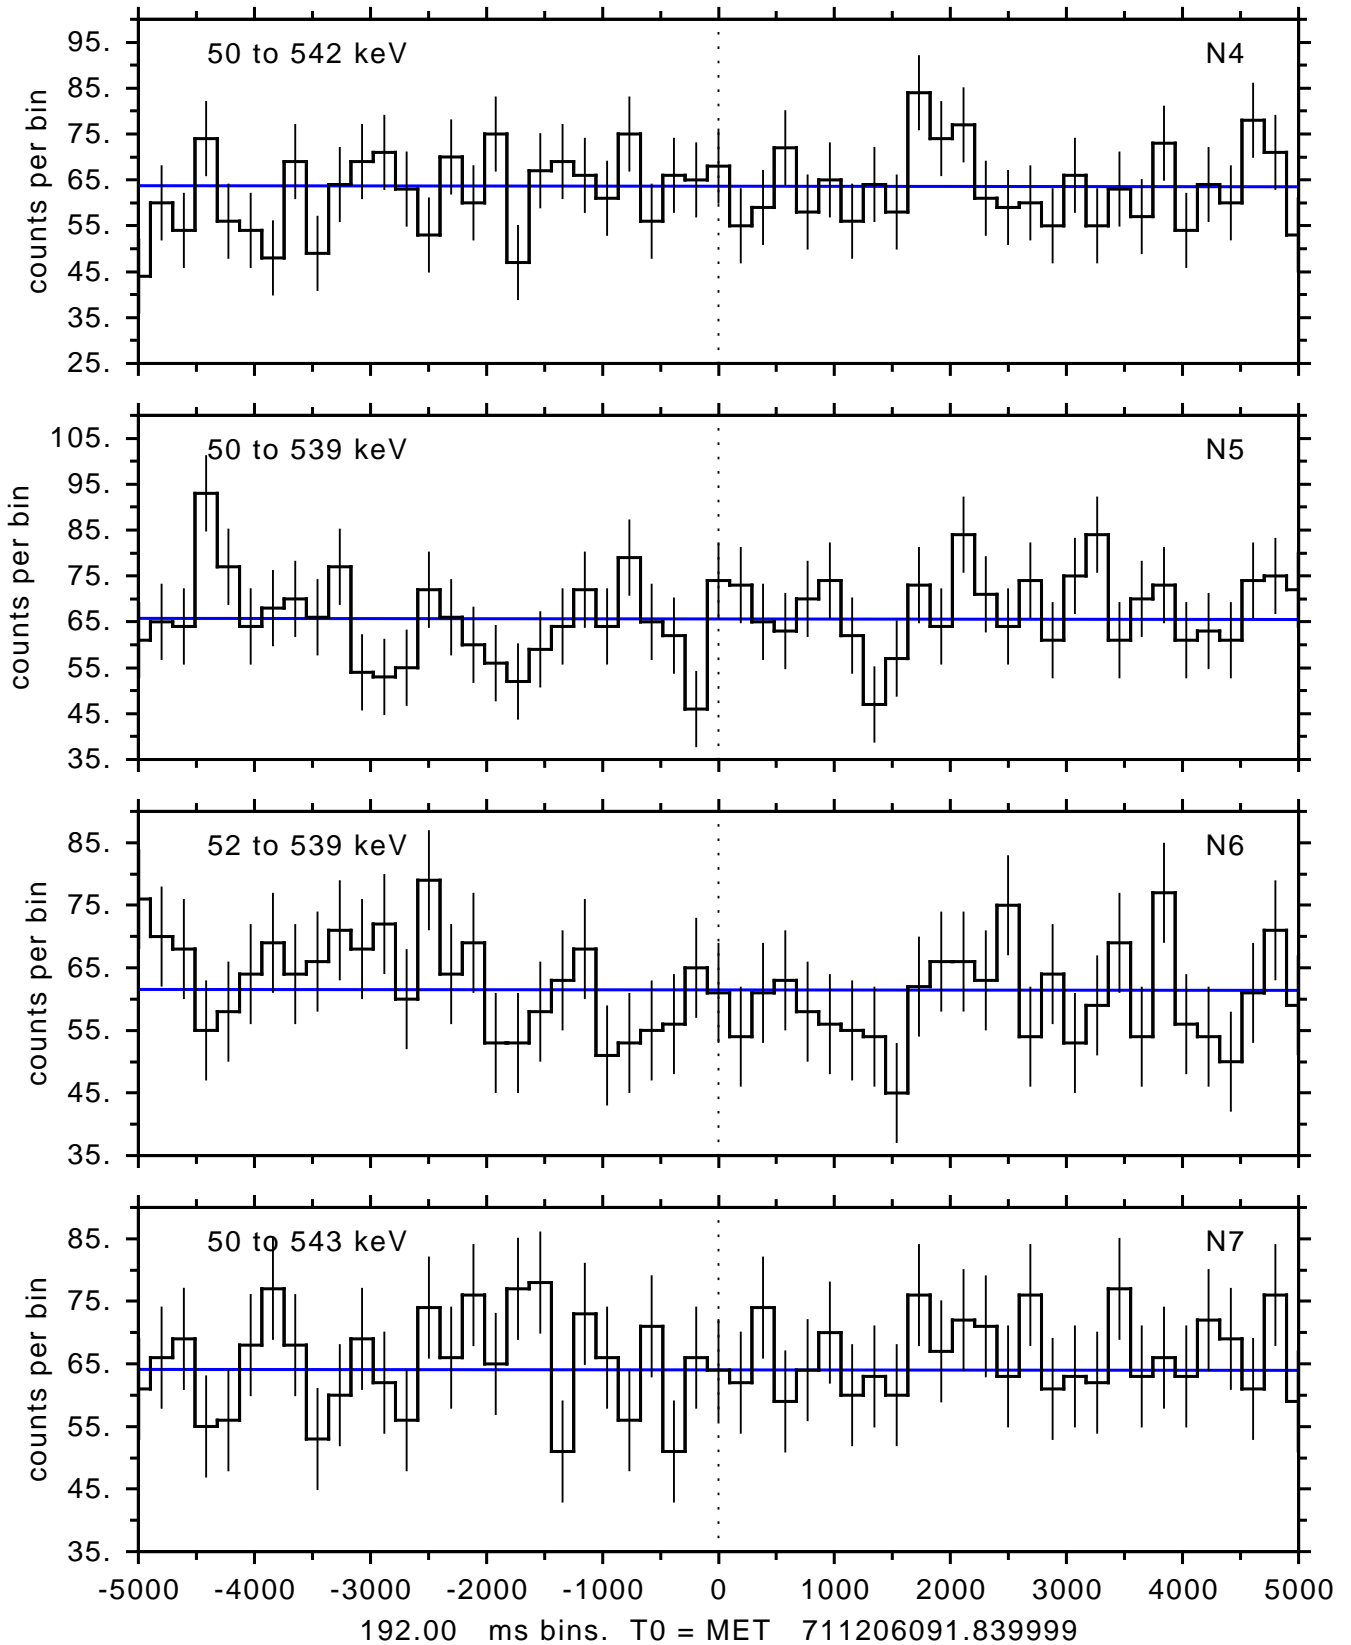 95.
50 to 542 keV
N4
85.
75.
65.
55.
45.
35.
25.
counts per bin
105.
50 to 539 keV
N5
95.
85.
75.
65.
55.
45.
35.
counts per bin
85.
52 to 539 keV
N6
75.
65.
55.
45.
35.
counts per bin
85.
50 to 543 keV
N7
75.
65.
55.
45.
35.
counts per bin
-5000 -4000 -3000 -2000 -1000 0 1000 2000 3000 4000 5000
192.00 ms bins. T0 = MET 711206091.839999